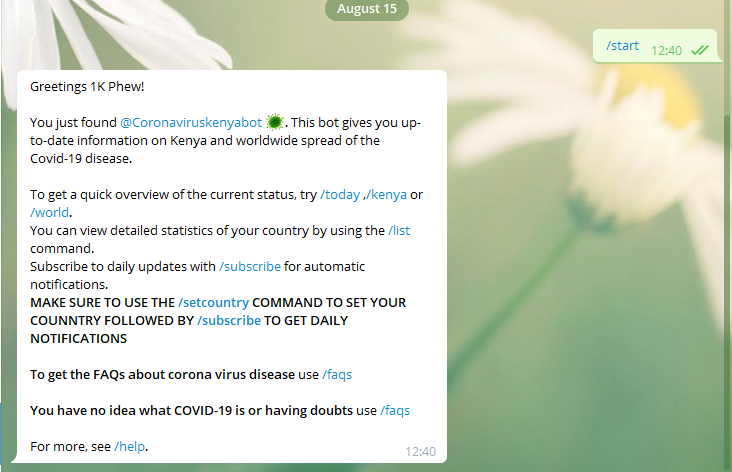 August 15
/start 12:40
Greetings 1K Phew!
You just found @Coronaviruskenyabot 🦠. This bot gives you up-
to-date information on Kenya and worldwide spread of the
Covid-19 disease.
To get a quick overview of the current status, try /today ,/kenya or
/world.
You can view detailed statistics of your country by using the /list
command.
Subscribe to daily updates with /subscribe for automatic
notifications.
MAKE SURE TO USE THE /setcountry COMMAND TO SET YOUR
COUNNTRY FOLLOWED BY /subscribe TO GET DAILY
NOTIFICATIONS
To get the FAQs about corona virus disease use /faqs
You have no idea what COVID-19 is or having doubts use /faqs
For more, see /help.
12:40